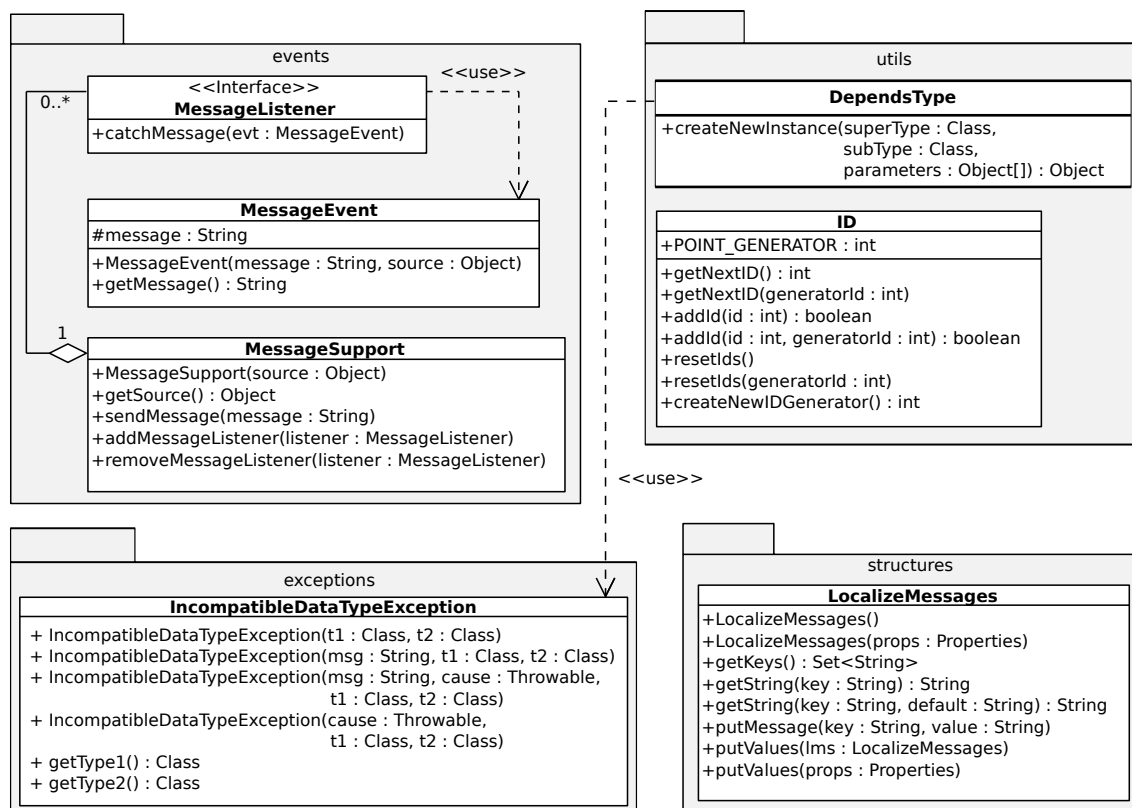 events
<<Interface>>
MessageListener
+catchMessage(evt : MessageEvent)
0..*
<<use>>
MessageEvent
#message : String
+MessageEvent(message : String, source : Object)
+getMessage() : String
1
MessageSupport
+MessageSupport(source : Object)
+getSource() : Object
+sendMessage(message : String)
+addMessageListener(listener : MessageListener)
+removeMessageListener(listener : MessageListener)
utils
DependsType
+createNewInstance(superType : Class,
subType : Class,
parameters : Object[]) : Object
ID
+POINT_GENERATOR : int
+getNextID() : int
+getNextID(generatorId : int)
+addId(id : int) : boolean
+addId(id : int, generatorId : int) : boolean
+resetIds()
+resetIds(generatorId : int)
+createNewIDGenerator() : int
<<use>>
exceptions
IncompatibleDataTypeException
+ IncompatibleDataTypeException(t1 : Class, t2 : Class)
+ IncompatibleDataTypeException(msg : String, t1 : Class, t2 : Class)
+ IncompatibleDataTypeException(msg : String, cause : Throwable,
t1 : Class, t2 : Class)
+ IncompatibleDataTypeException(cause : Throwable,
t1 : Class, t2 : Class)
+ getType1() : Class
+ getType2() : Class
structures
LocalizeMessages
+LocalizeMessages()
+LocalizeMessages(props : Properties)
+getKeys() : Set<String>
+getString(key : String) : String
+getString(key : String, default : String) : String
+putMessage(key : String, value : String)
+putValues(lms : LocalizeMessages)
+putValues(props : Properties)